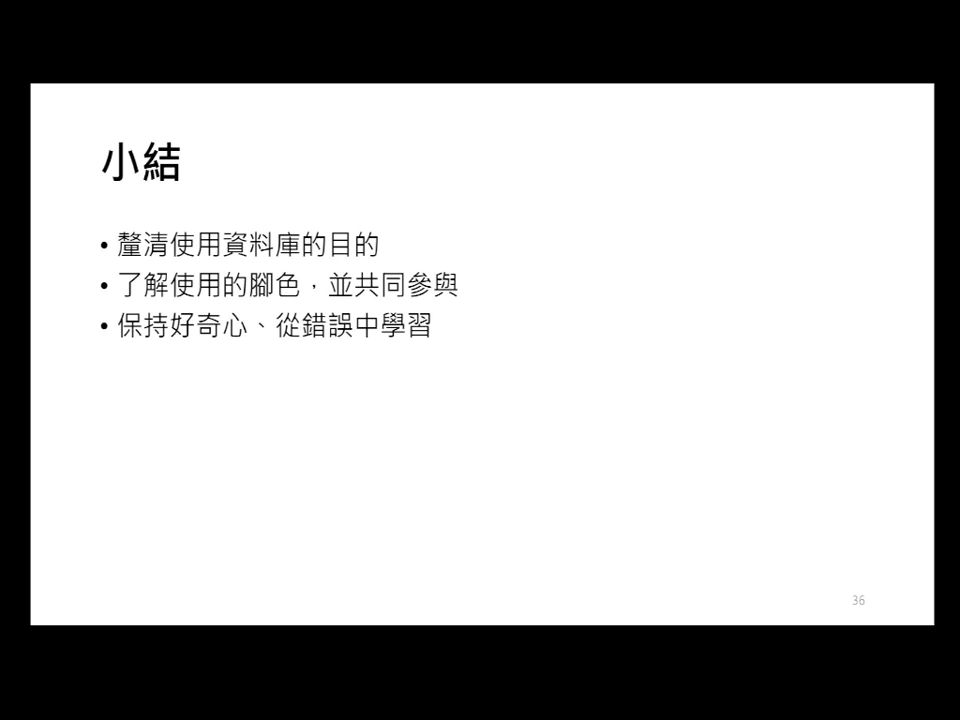 小結
• 釐清使用資料庫的目的
• 了解使用的腳色，並共同參與
• 保持好奇心、從錯誤中學習
36